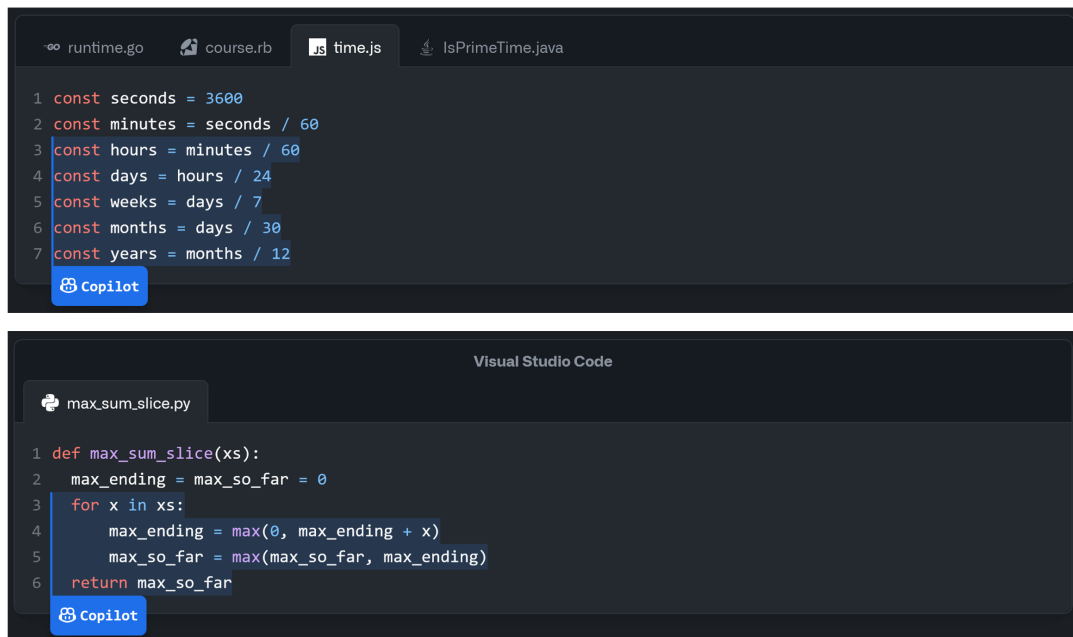 GO runtime.go course.rb JS time.js IsPrimeTime.java
1 const seconds = 3600
2 const minutes = seconds / 60
3 const hours = minutes / 60
4 const days = hours / 24
5 const weeks = days / 7
6 const months = days / 30
7 const years = months / 12
Copilot
Visual Studio Code
max_sum_slice.py
1 def max_sum_slice(xs):
2   max_ending = max_so_far = 0
3   for x in xs:
4       max_ending = max(0, max_ending + x)
5       max_so_far = max(max_so_far, max_ending)
6   return max_so_far
Copilot